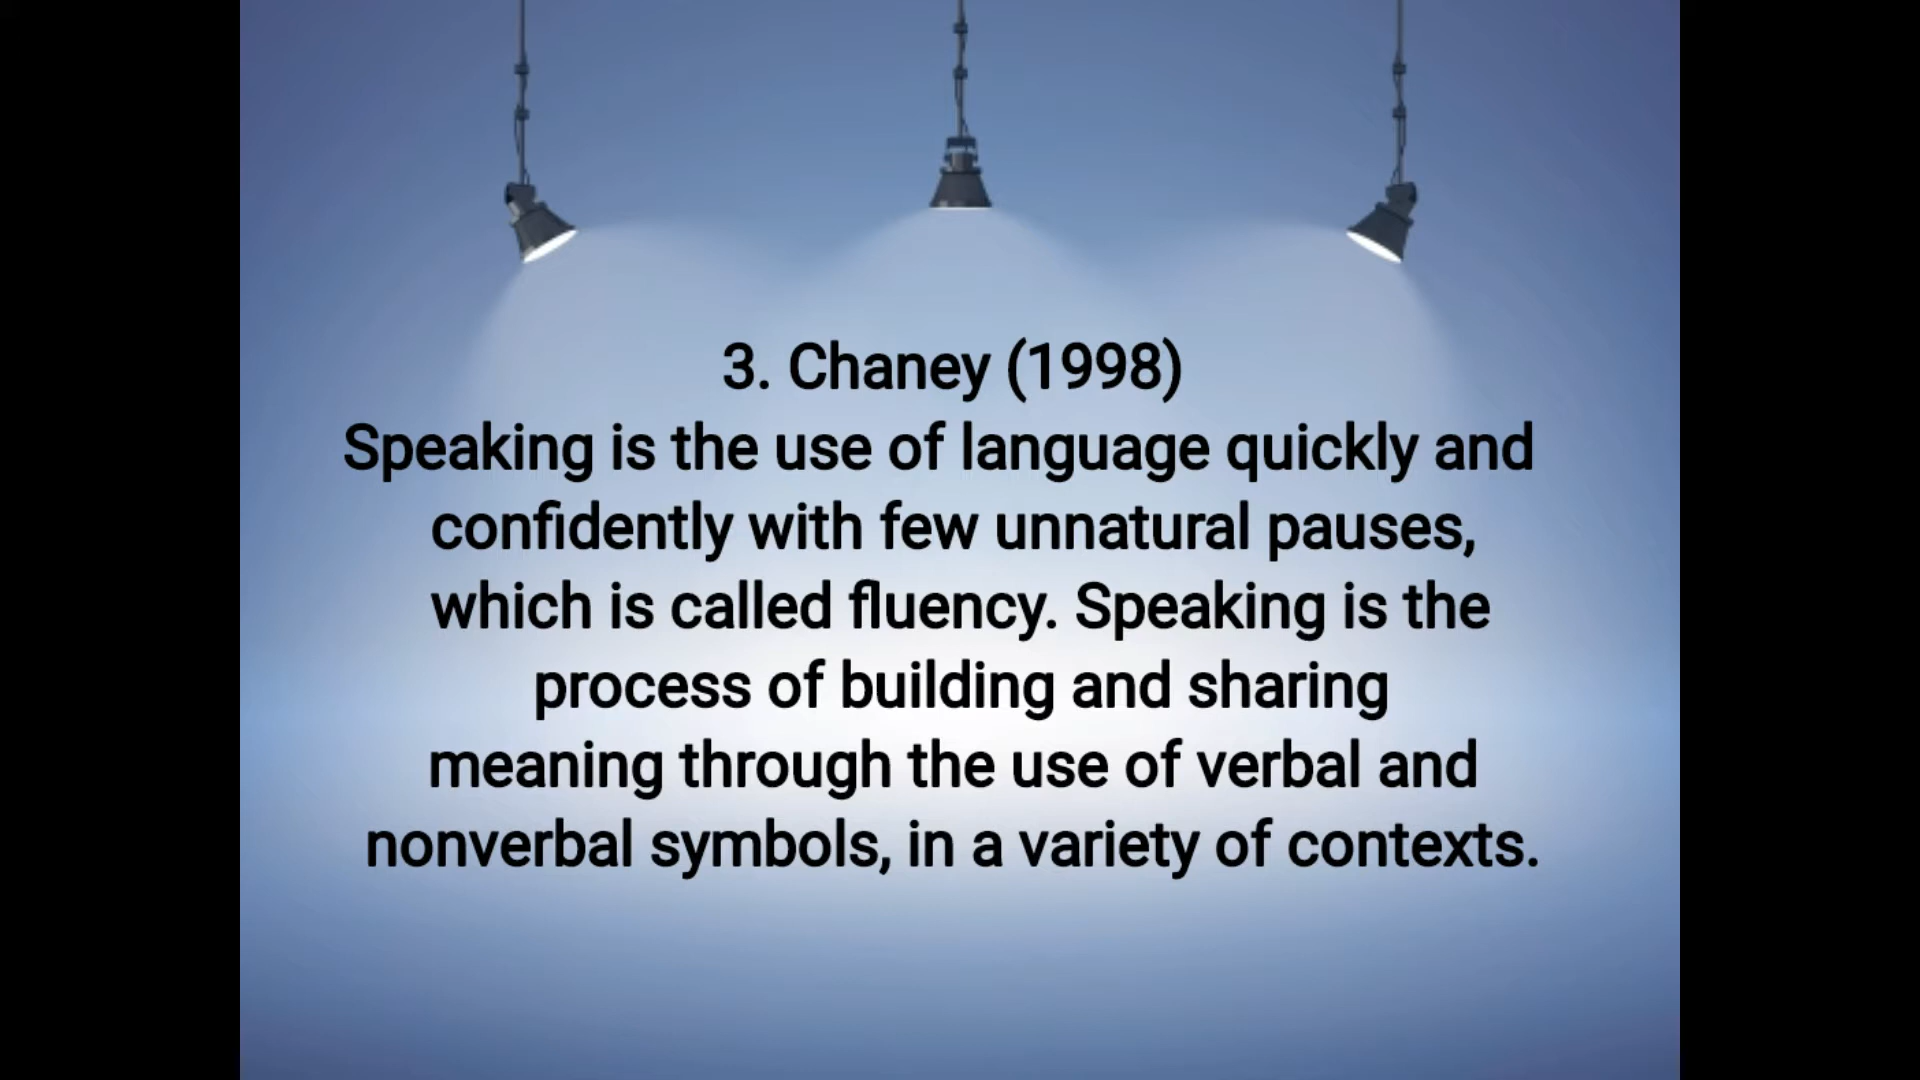 3. Chaney (1998)
Speaking is the use of language quickly and
confidently with few unnatural pauses,
which is called fluency. Speaking is the
process of building and sharing
meaning through the use of verbal and
nonverbal symbols, in a variety of contexts.